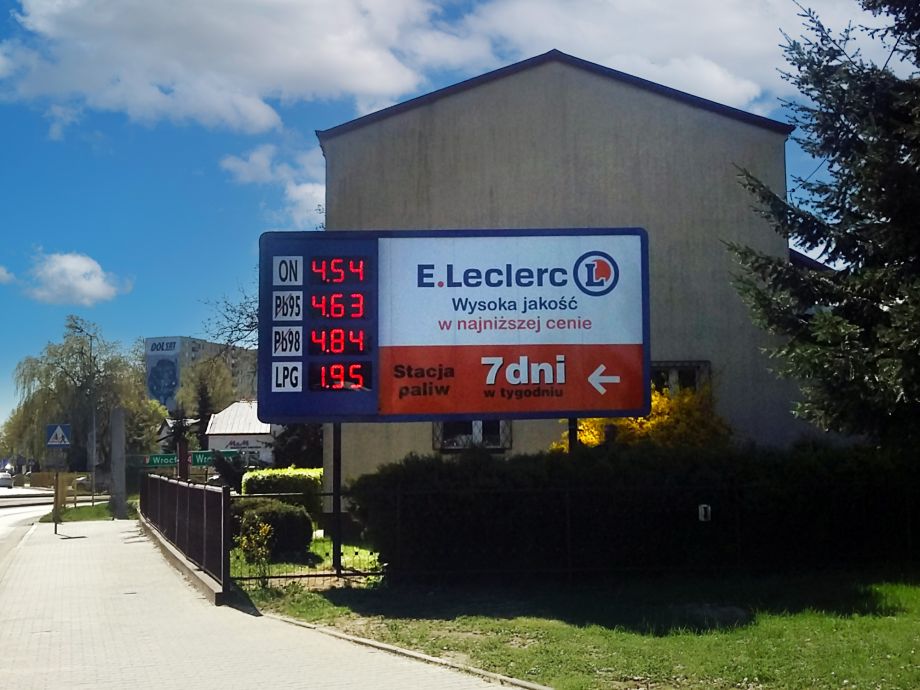 ON 4.54
Pb95 4.63
Pb98 4.84
LPG 1.95
E.Leclerc L
Wysoka jakość
w najniższej cenie
Stacja
paliw
7dni
w tygodniu
DOLSAT
M&M